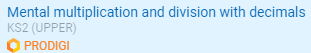 Mental multiplication and division with decimals
KS2 (UPPER)
PRODIGI